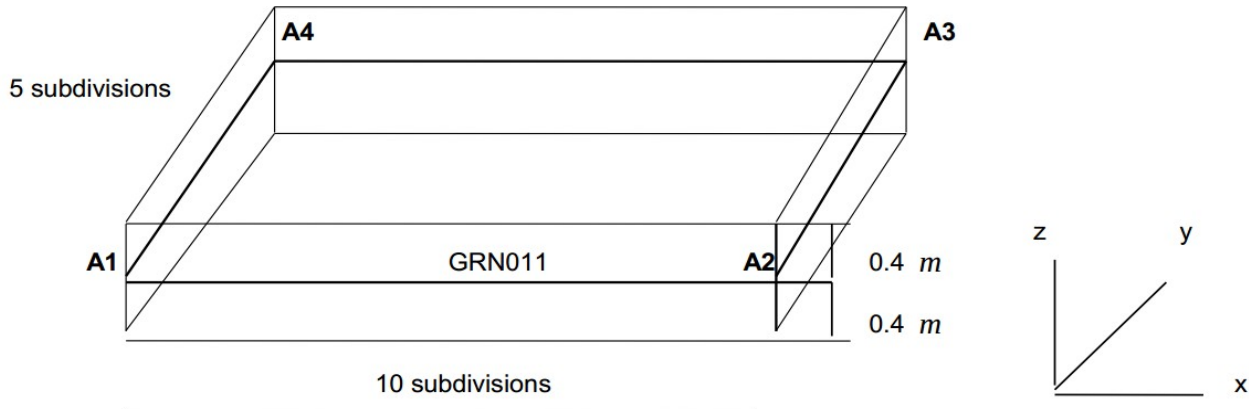 A4
A3
5 subdivisions
z
y
A1
GRN011
A2
0.4 m
0.4 m
10 subdivisions
x